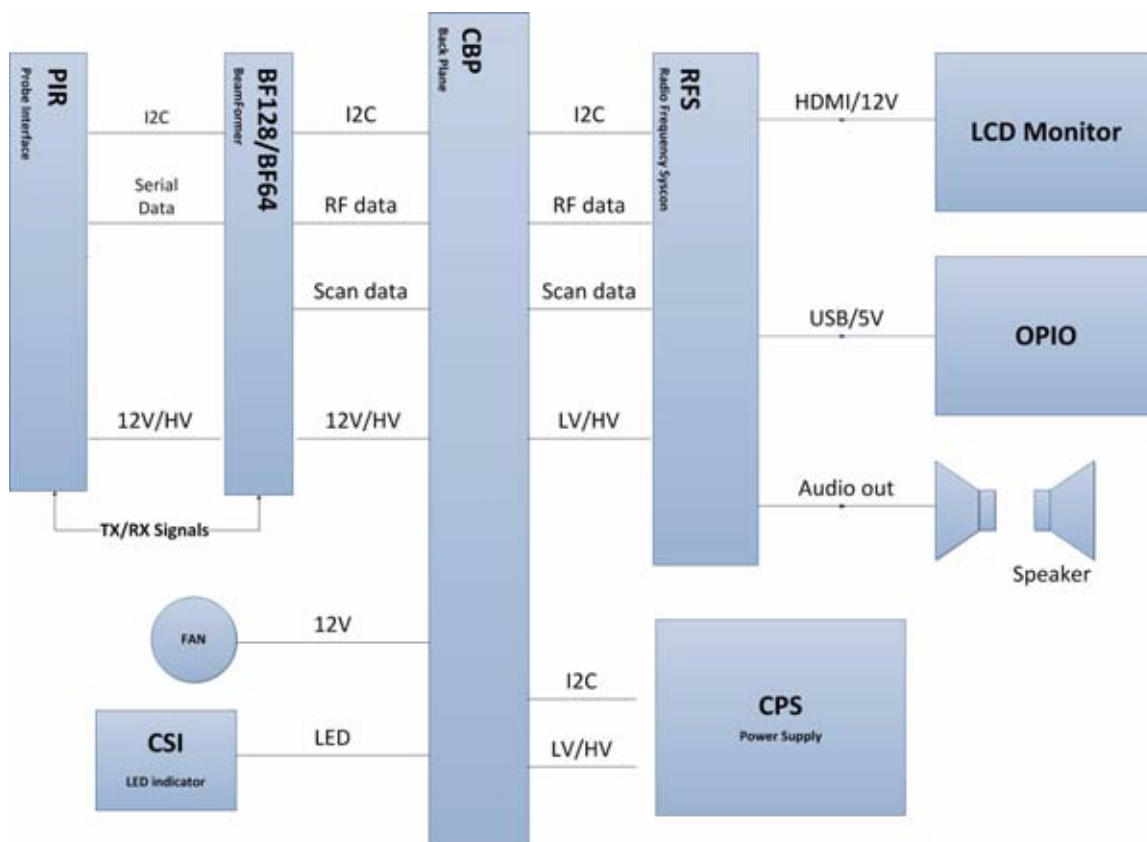 PIR
Probe Interface
I2C
Serial
Data
12V/HV
BF128/BF64
BeamFormer
TX/RX Signals
I2C
RF data
Scan data
12V/HV
CBP
Back Plane
I2C
RF data
Scan data
LV/HV
RFS
Radio Frequency Syscon
HDMI/12V
LCD Monitor
USB/5V
OPIO
Audio out
Speaker
FAN
12V
CSI
LED indicator
LED
I2C
LV/HV
CPS
Power Supply